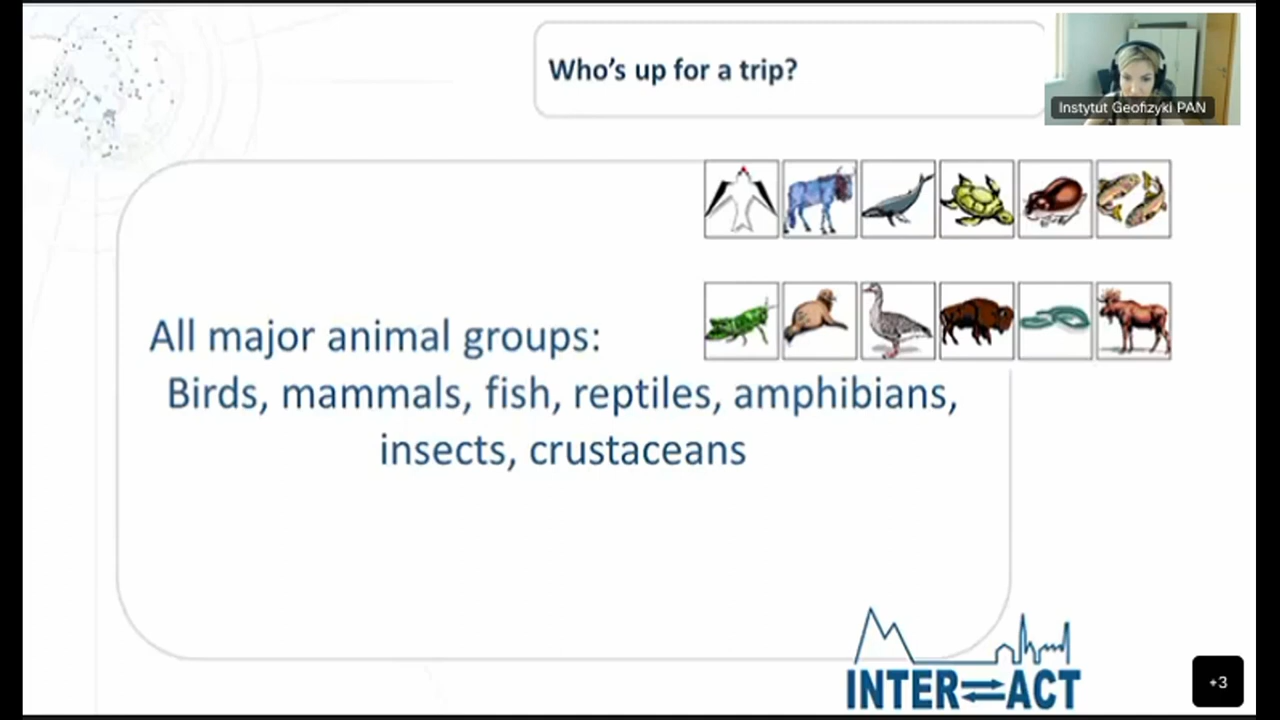 Who's up for a trip?
Instytut Geofizyki PAN
All major animal groups:
Birds, mammals, fish, reptiles, amphibians,
insects, crustaceans
INTER⇌ACT
+3